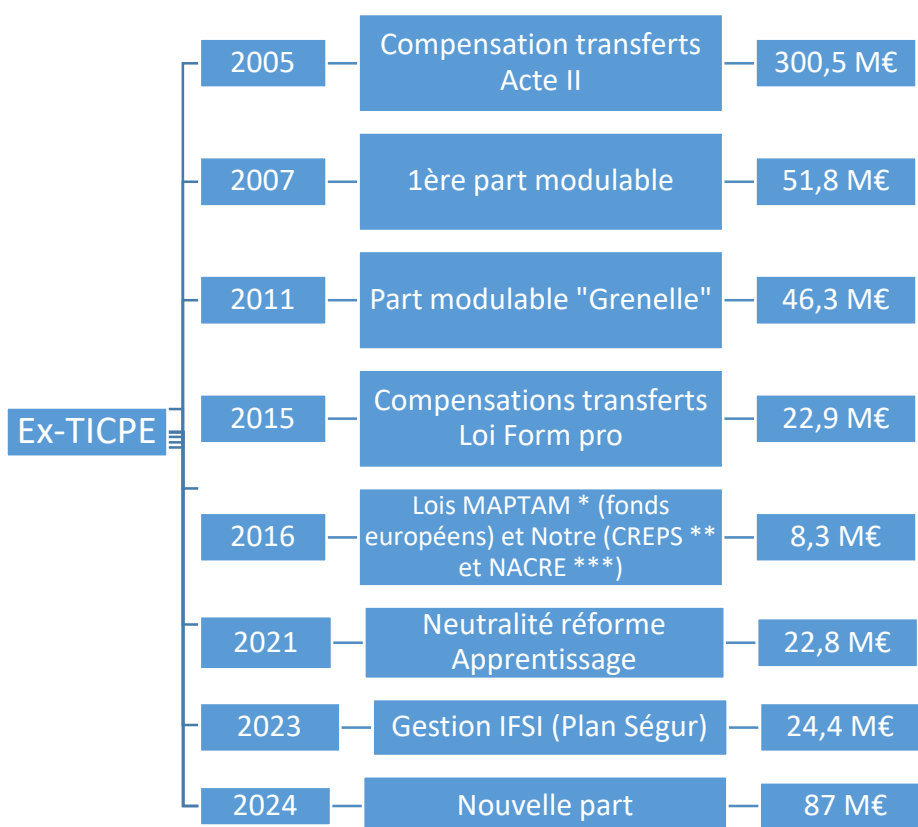 Ex-TICPE
2005
Compensation transferts
Acte II
300,5 M€
2007
1ère part modulable
51,8 M€
2011
Part modulable "Grenelle"
46,3 M€
2015
Compensations transferts
Loi Form pro
22,9 M€
2016
Lois MAPTAM * (fonds
européens) et Notre (CREPS **
et NACRE ***)
8,3 M€
2021
Neutralité réforme
Apprentissage
22,8 M€
2023
Gestion IFSI (Plan Ségur)
24,4 M€
2024
Nouvelle part
87 M€